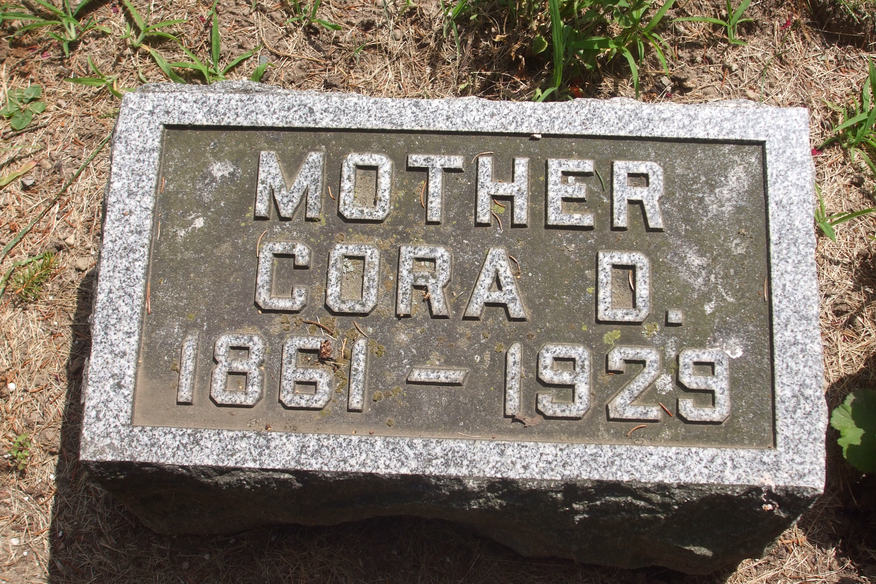 MOTHER
CORA D.
1861-1929